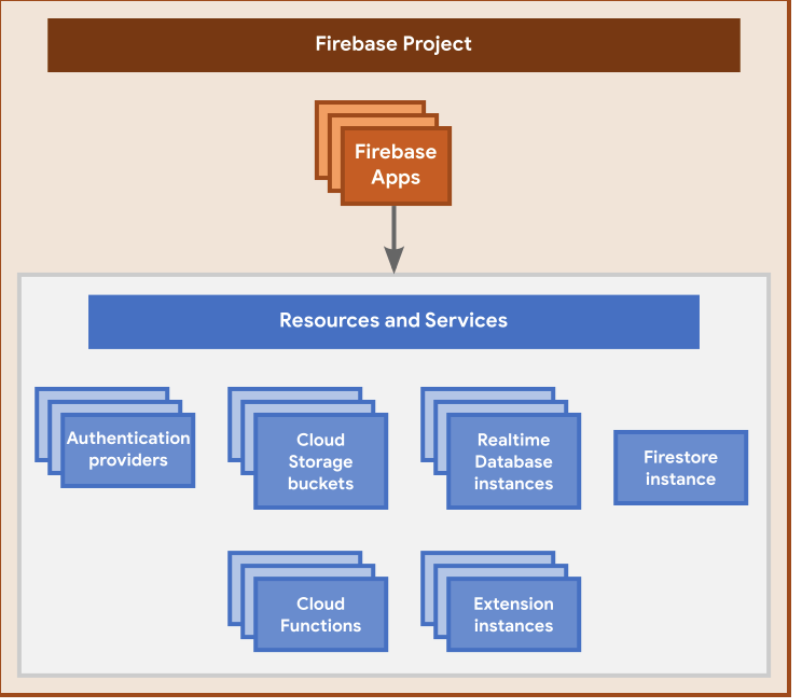 Firebase Project
Firebase
Apps
Resources and Services
Authentication
providers
Cloud
Storage
buckets
Realtime
Database
instances
Firestore
instance
Cloud
Functions
Extension
instances